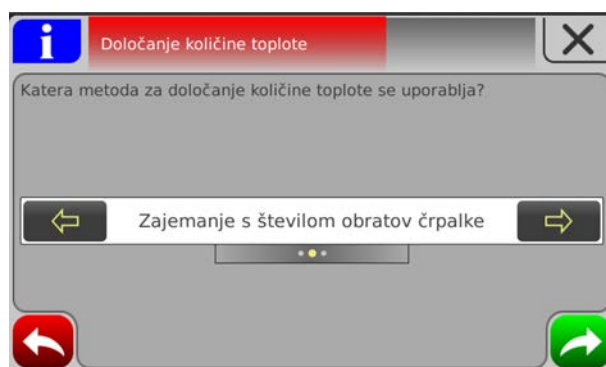 i
Določanje količine toplote
Katera metoda za določanje količine toplote se uporablja?
Zajemanje s številom obratov črpalke